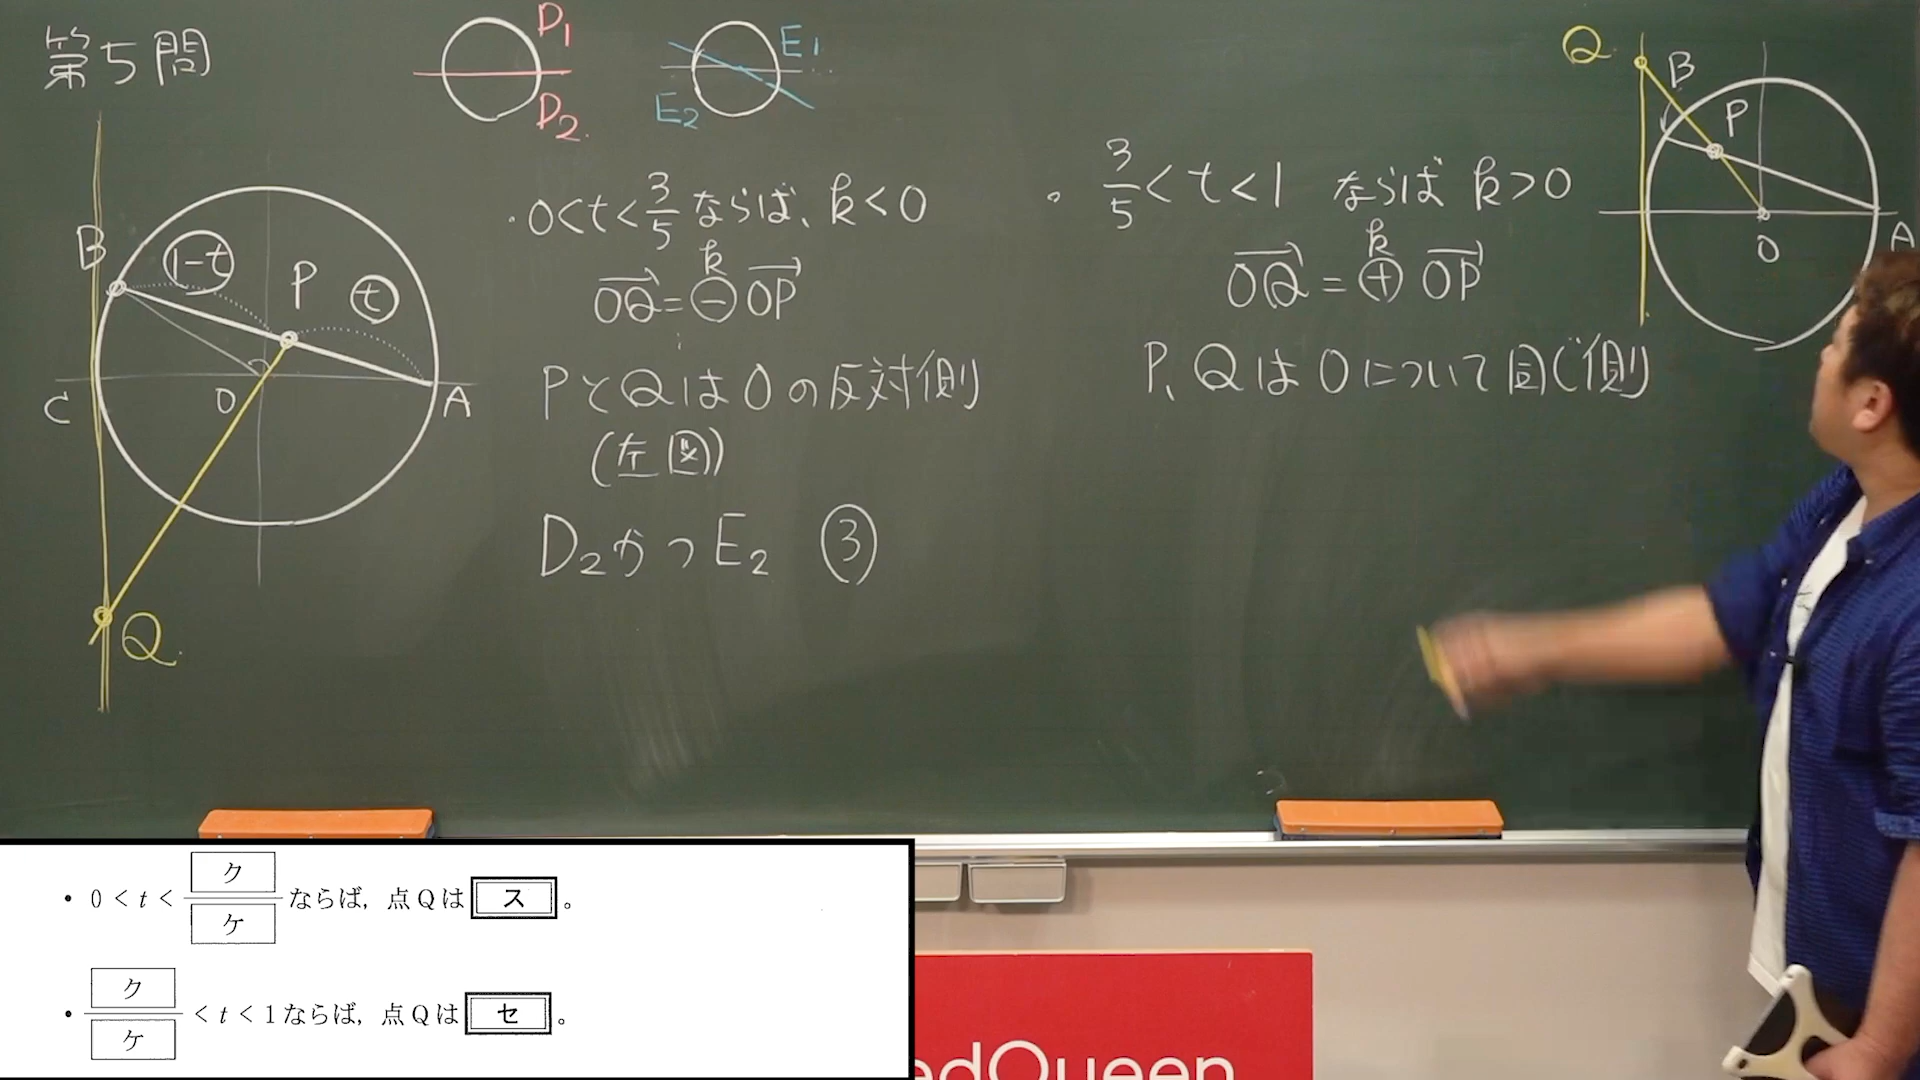 第5問
D₁
D₂
E₁
E₂
B
1-t
P
t
O
C
A
Q
・0<t<3/5 ならば、k<0
k
OQ=⊖OP
PとQはOの反対側
(左図)
D₂かつE₂ ③
・3/5<t<1 ならば k>0
k
OQ=⊕OP
P、QはOについて同じ側
Q
B
P
O
A
・0<t<ク/ケ ならば，点Qは ス 。
・ク/ケ<t<1ならば，点Qは セ 。
edQueen